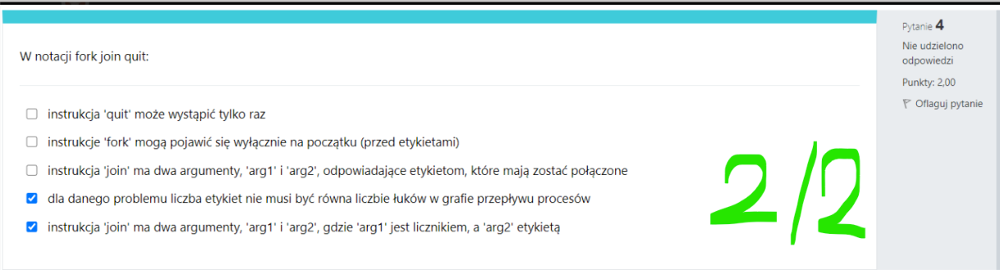 W notacji fork join quit:
Pytanie 4
Nie udzielono
odpowiedzi
Punkty: 2,00
Oflaguj pytanie
instrukcja 'quit' może wystąpić tylko raz
instrukcje 'fork' mogą pojawić się wyłącznie na początku (przed etykietami)
instrukcja 'join' ma dwa argumenty, 'arg1' i 'arg2', odpowiadające etykietom, które mają zostać połączone
dla danego problemu liczba etykiet nie musi być równa liczbie łuków w grafie przepływu procesów
instrukcja 'join' ma dwa argumenty, 'arg1' i 'arg2', gdzie 'arg1' jest licznikiem, a 'arg2' etykietą
2/2